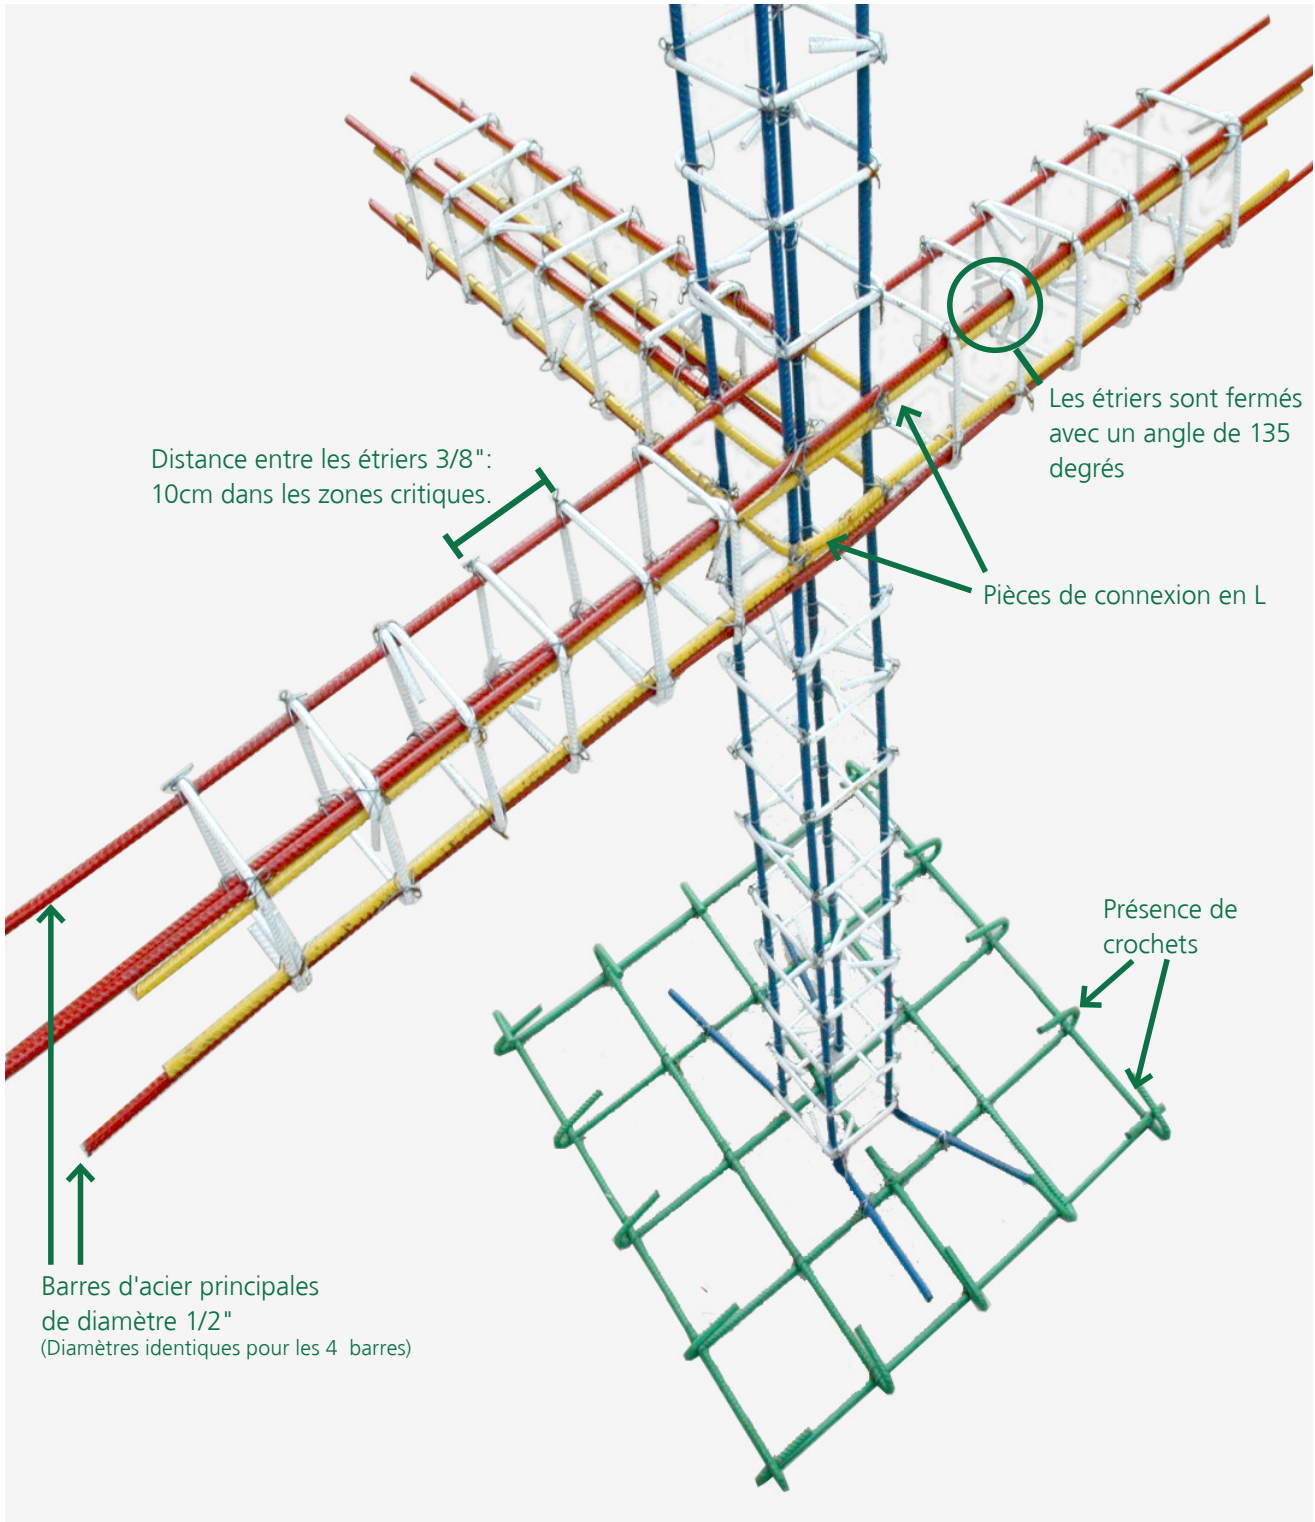 Les étriers sont fermés
avec un angle de 135
degrés
Distance entre les étriers 3/8":
10cm dans les zones critiques.
Pièces de connexion en L
Présence de
crochets
Barres d'acier principales
de diamètre 1/2"
(Diamètres identiques pour les 4 barres)